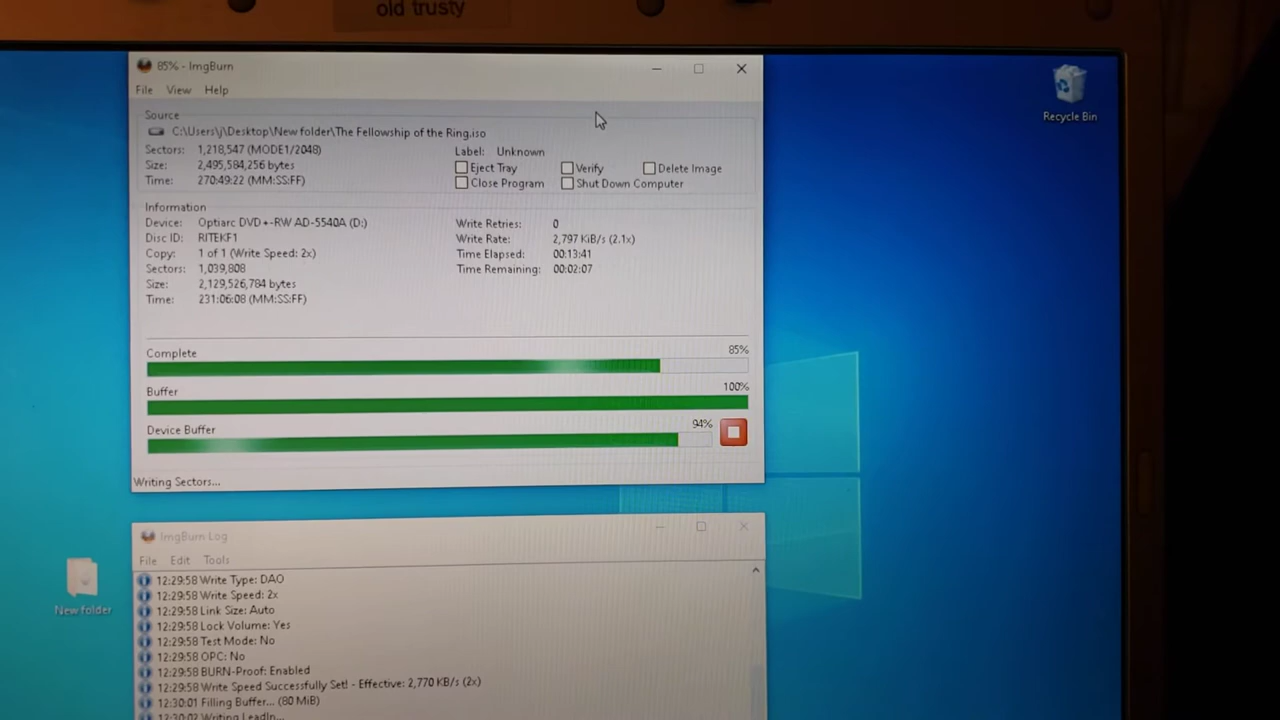 old trusty
85% - ImgBurn
File View Help
Source
C:\Users\j\Desktop\New folder\The Fellowship of the Ring.iso
Sectors: 1,218,547 (MODE1/2048)
Size: 2,495,584,256 bytes
Time: 270:49:22 (MM:SS:FF)
Label: Unknown
Eject Tray Verify Delete Image
Close Program Shut Down Computer
Information
Device: Optiarc DVD+-RW AD-5540A (D:)
Disc ID: RITEKF1
Copy: 1 of 1 (Write Speed: 2x)
Sectors: 1,039,808
Size: 2,129,526,784 bytes
Time: 231:06:08 (MM:SS:FF)
Write Retries: 0
Write Rate: 2,797 KiB/s (2.1x)
Time Elapsed: 00:13:41
Time Remaining: 00:02:07
Complete 85%
Buffer 100%
Device Buffer 94%
Writing Sectors...
Recycle Bin
New folder
ImgBurn Log
File Edit Tools
12:29:58 Write Type: DAO
12:29:58 Write Speed: 2x
12:29:58 Link Size: Auto
12:29:58 Lock Volume: Yes
12:29:58 Test Mode: No
12:29:58 OPC: No
12:29:58 BURN-Proof: Enabled
12:29:58 Write Speed Successfully Set! - Effective: 2,770 KB/s (2x)
12:30:01 Filling Buffer... (80 MiB)
12:30:02 Writing LeadIn...